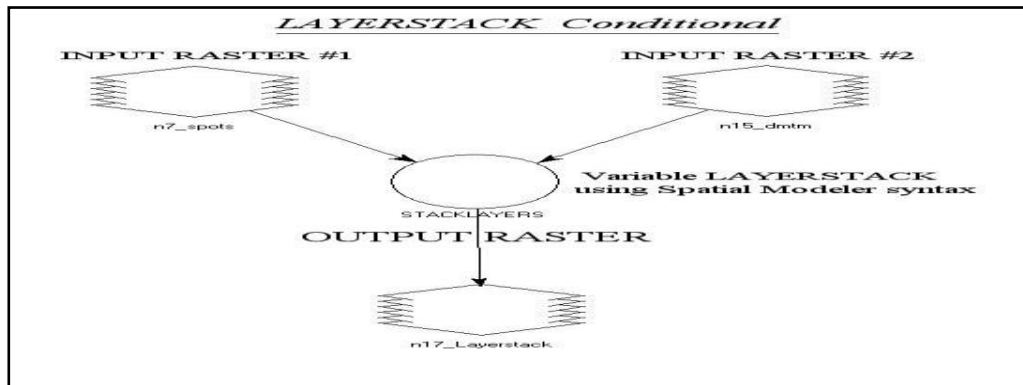 LAYERSTACK Conditional
INPUT RASTER #1
INPUT RASTER #2
n7_spots
n15_dmtm
Variable LAYERSTACK
using Spatial Modeler syntax
STACKLAYERS
OUTPUT RASTER
n17_Layerstack